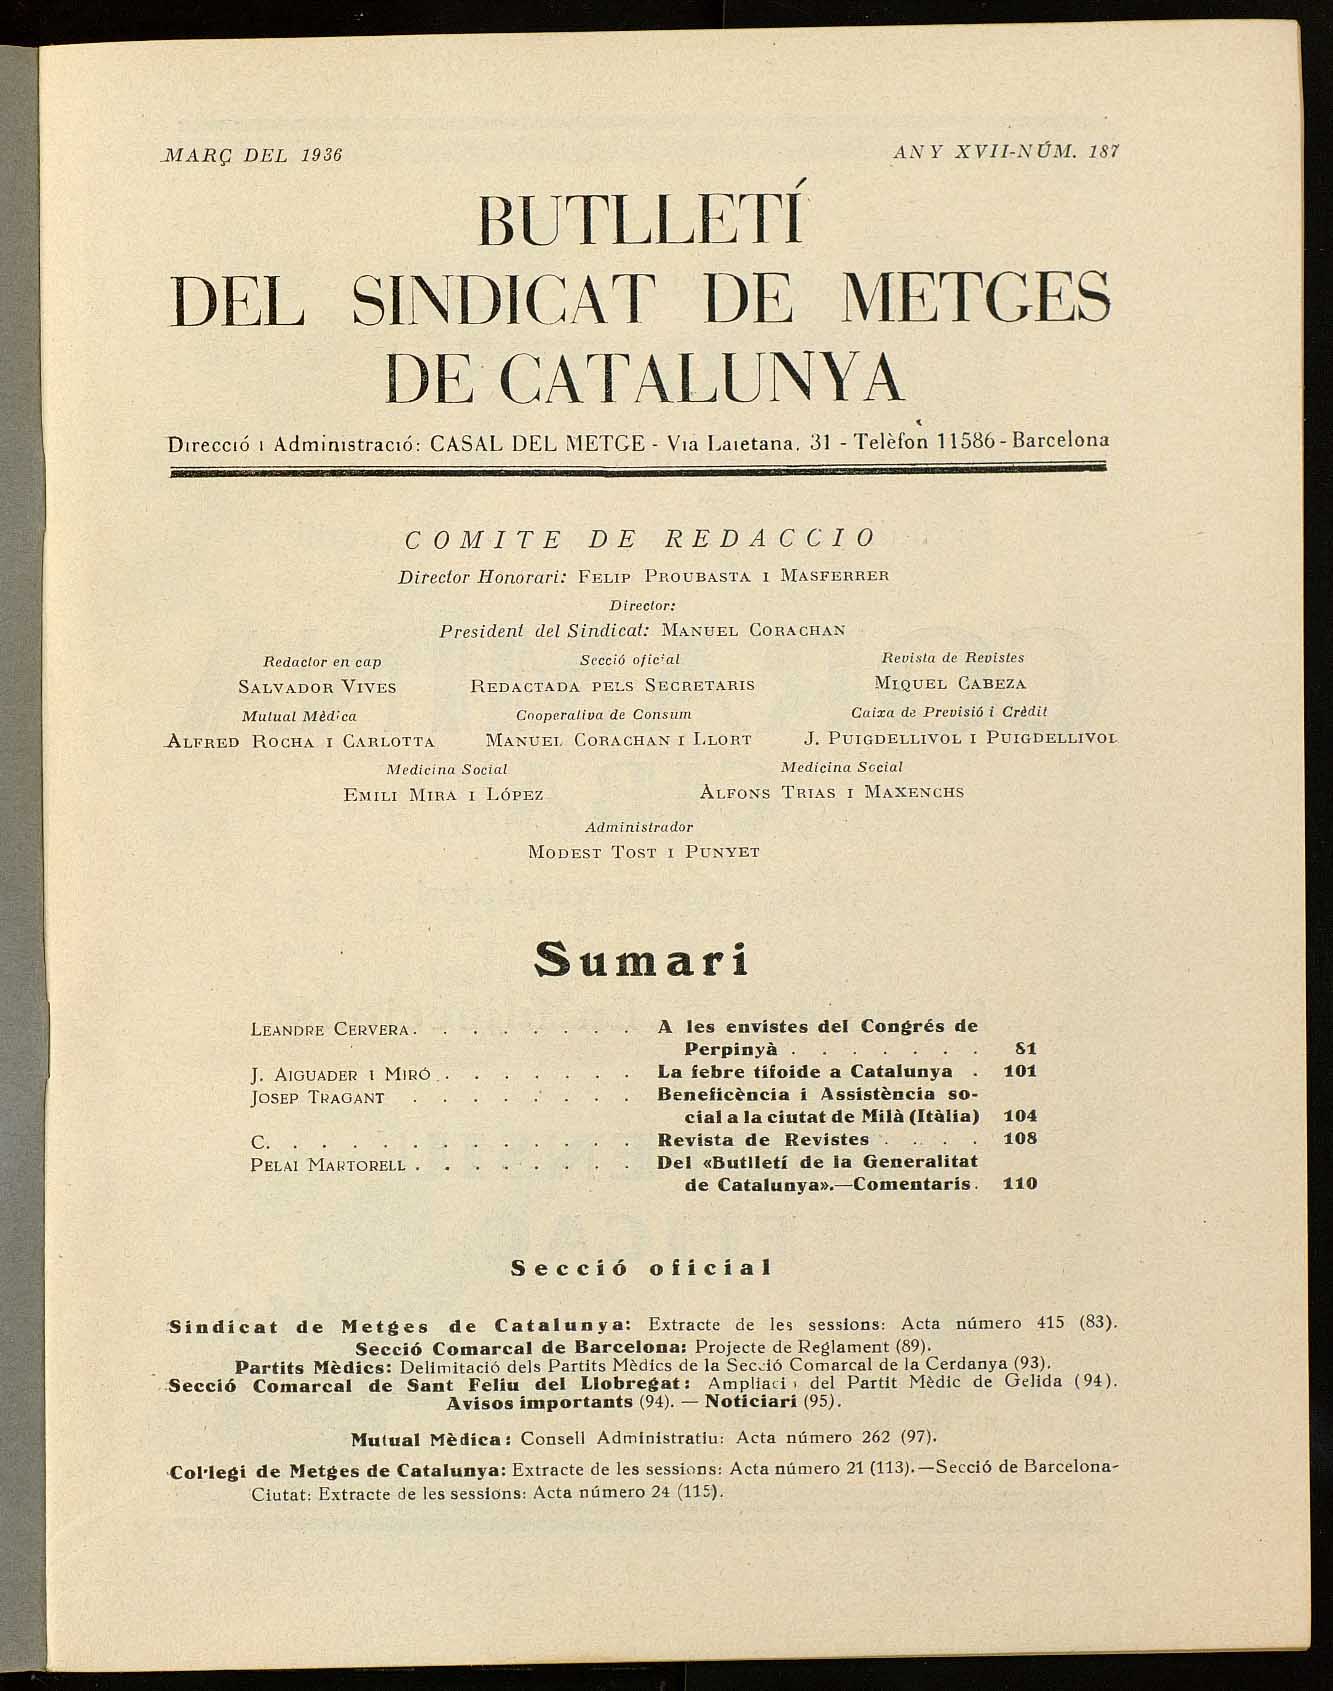 MARÇ DEL 1936
ANY XVII-NÚM. 187
BUTLLETÍ
DEL SINDICAT DE METGES
DE CATALUNYA
Direcció i Administració: CASAL DEL METGE - Via Laietana, 31 - Telèfon 11586 - Barcelona
COMITE DE REDACCIO
Director Honorari: FELIP PROUBASTA I MASFERRER
Director:
President del Sindicat: MANUEL CORACHAN
Redactor en cap Secció oficial Revista de Revistes
SALVADOR VIVES REDACTADA PELS SECRETARIS MIQUEL CABEZA
Mutual Mèdica Cooperativa de Consum Caixa de Previsió i Crèdit
ALFRED ROCHA I CARLOTTA MANUEL CORACHAN I LLORT J. PUIGDELLIVOL I PUIGDELLIVOL
Medicina Social Medicina Social
EMILI MIRA I LÓPEZ ALFONS TRIAS I MAXENCHS
Administrador
MODEST TOST I PUNYET
Sumari
LEANDRE CERVERA . . . . . . . . A les envistes del Congrés de
Perpinyà . . . . . . . 81
J. AIGUADER I MIRÓ . . . . . . . La febre tifoide a Catalunya . 101
JOSEP TRAGANT . . . . . . . . Beneficència i Assistència so-
cial a la ciutat de Milà (Itàlia) 104
C. . . . . . . . . . . . . . Revista de Revistes . . . . 108
PELAI MARTORELL . . . . . . . . Del «Butlletí de la Generalitat
de Catalunya».—Comentaris . 110
Secció oficial
Sindicat de Metges de Catalunya: Extracte de les sessions: Acta número 415 (83).
Secció Comarcal de Barcelona: Projecte de Reglament (89).
Partits Mèdics: Delimitació dels Partits Mèdics de la Secció Comarcal de la Cerdanya (93).
Secció Comarcal de Sant Feliu del Llobregat: Ampliació del Partit Mèdic de Gelida (94).
Avisos importants (94). — Noticiari (95).
Mutual Mèdica: Consell Administratiu: Acta número 262 (97).
Col·legi de Metges de Catalunya: Extracte de les sessions: Acta número 21 (113).—Secció de Barcelona-
Ciutat: Extracte de les sessions: Acta número 24 (115).